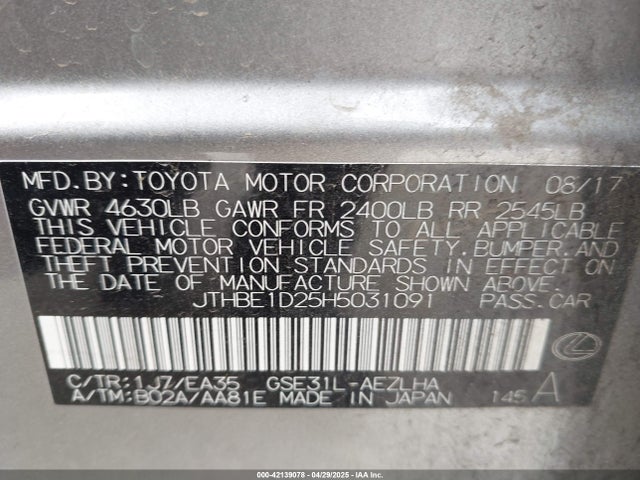 MFD.BY:TOYOTA MOTOR CORPORATION 08/17
GVWR 4630LB GAWR FR 2400LB RR 2545LB
THIS VEHICLE CONFORMS TO ALL APPLICABLE
FEDERAL MOTOR VEHICLE SAFETY,BUMPER,AND
THEFT PREVENTION STANDARDS IN EFFECT ON
THE DATE OF MANUFACTURE SHOWN ABOVE.
JTHBE1D25H5031091 PASS.CAR
C/TR:1J7/EA35 GSE31L-AEZLHA
A/TM:B02A/AA81E MADE IN JAPAN 145 A
000-42139078 | 04/29/2025 | IAA Inc.